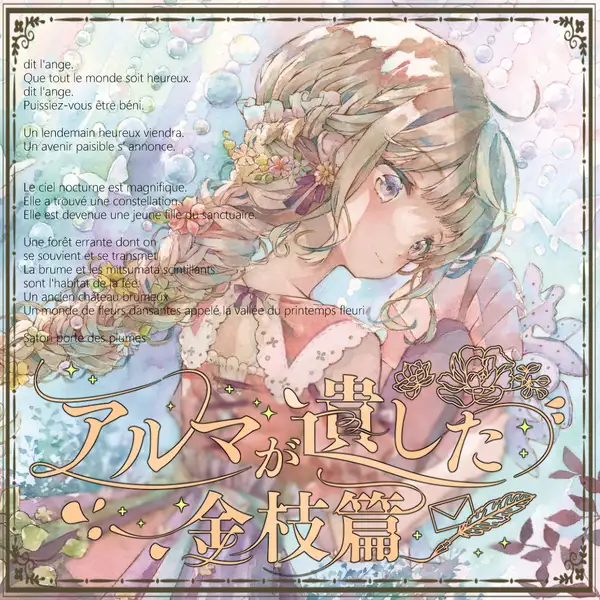 dit l'ange.
Que tout le monde soit heureux.
dit l'ange.
Puissiez-vous être béni.
Un lendemain heureux viendra.
Un avenir paisible s'annonce.
Le ciel nocturne est magnifique.
Elle a trouvé une constellation
Elle est devenue une jeune fille du sanctuaire.
Une forêt errante dont on
se souvient et se transmet
La brume et les mitsumata scintillants
sont l'habitat de la fée.
Un ancien château brumeux
Un monde de fleurs dansantes appelé la vallée du printemps fleuri
Satori porte des plumes
アルマが遺した
金枝篇